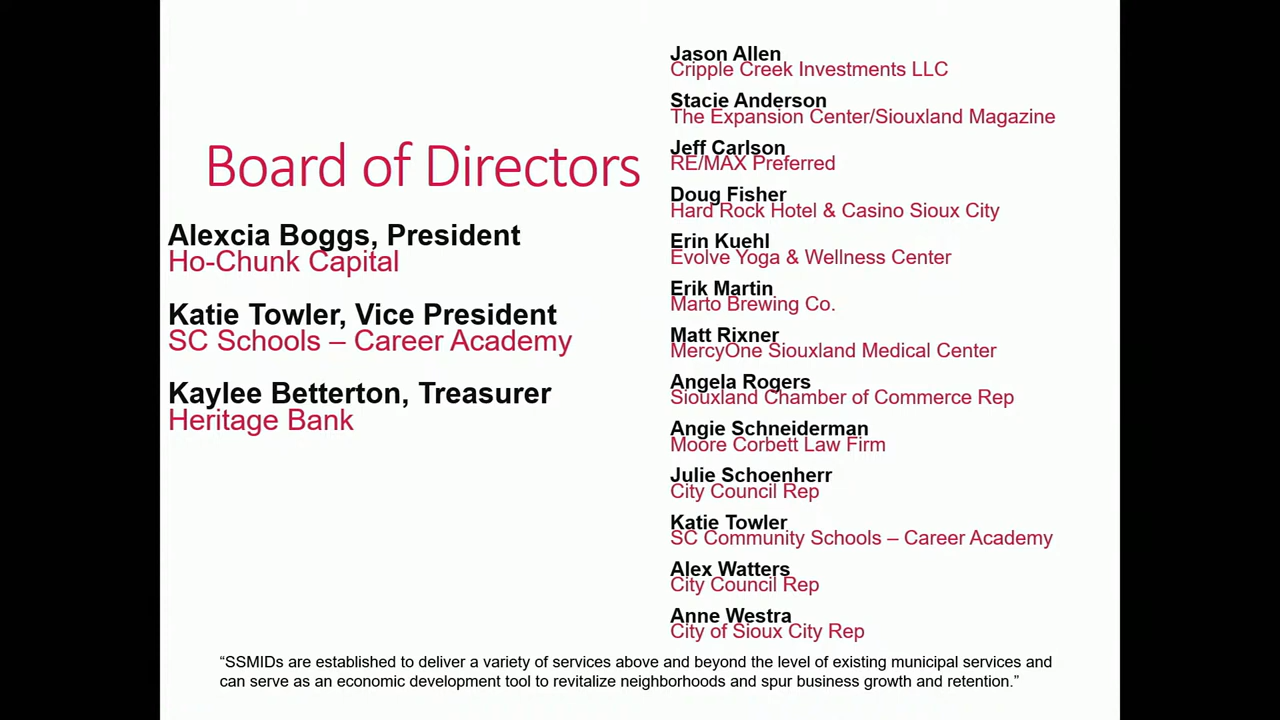 Board of Directors
Alexcia Boggs, President
Ho-Chunk Capital
Katie Towler, Vice President
SC Schools – Career Academy
Kaylee Betterton, Treasurer
Heritage Bank
Jason Allen
Cripple Creek Investments LLC
Stacie Anderson
The Expansion Center/Siouxland Magazine
Jeff Carlson
RE/MAX Preferred
Doug Fisher
Hard Rock Hotel & Casino Sioux City
Erin Kuehl
Evolve Yoga & Wellness Center
Erik Martin
Marto Brewing Co.
Matt Rixner
MercyOne Siouxland Medical Center
Angela Rogers
Siouxland Chamber of Commerce Rep
Angie Schneiderman
Moore Corbett Law Firm
Julie Schoenherr
City Council Rep
Katie Towler
SC Community Schools – Career Academy
Alex Watters
City Council Rep
Anne Westra
City of Sioux City Rep
“SSMIDs are established to deliver a variety of services above and beyond the level of existing municipal services and
can serve as an economic development tool to revitalize neighborhoods and spur business growth and retention.”